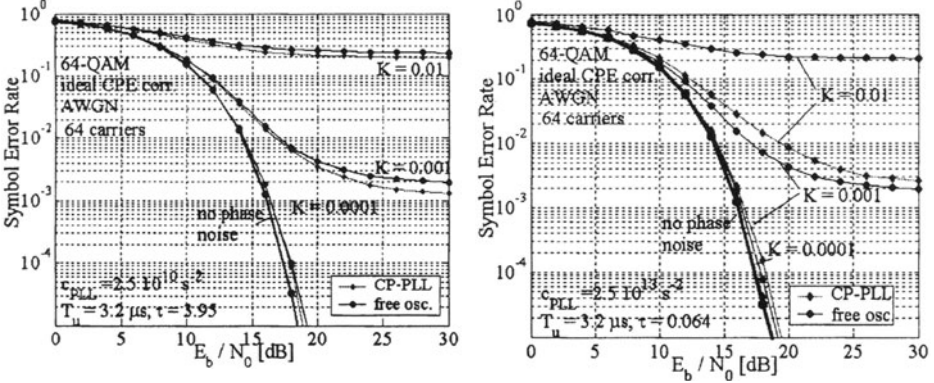 Symbol Error Rate
10^0
10^-1
10^-2
10^-3
10^-4
64-QAM
ideal CPE corr.
AWGN
64 carriers
K = 0.01
K = 0.001
K = 0.0001
no phase
noise
c_PLL = 2.5 10^10 s^-2
T_u = 3.2 µs, τ = 3.95
CP-PLL
free osc.
0 5 10 15 20 25 30
E_b / N_0 [dB]
Symbol Error Rate
10^0
10^-1
10^-2
10^-3
10^-4
64-QAM
ideal CPE corr.
AWGN
64 carriers
K = 0.01
K = 0.001
no phase
noise
K = 0.0001
c_PLL = 2.5 10^13 s^-2
T_u = 3.2 µs, τ = 0.064
CP-PLL
free osc
0 5 10 15 20 25 30
E_b / N_0 [dB]